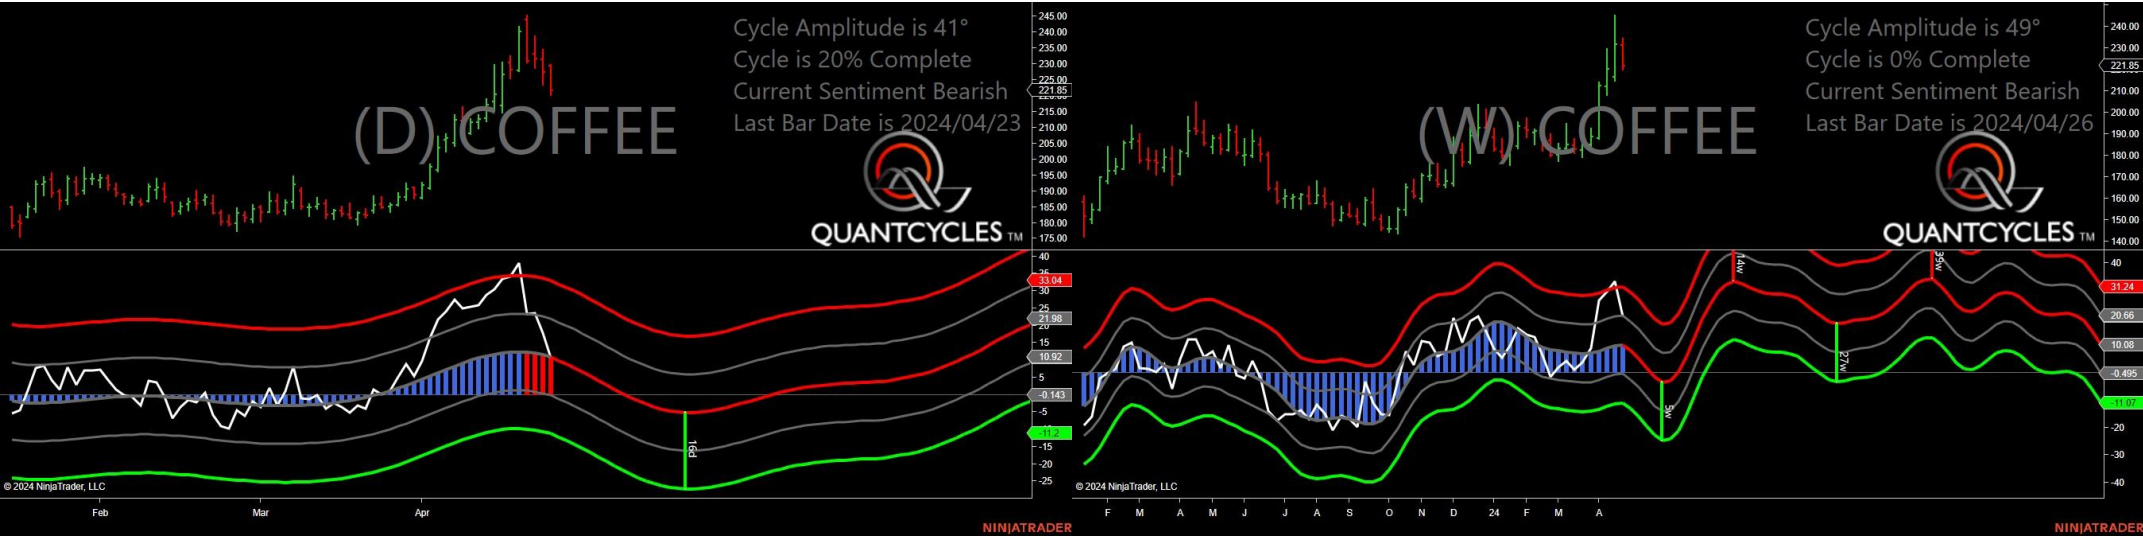 Cycle Amplitude is 41°
Cycle is 20% Complete
Current Sentiment Bearish
Last Bar Date is 2024/04/23
(D) COFFEE
QUANTCYCLES TM
245.00
240.00
235.00
230.00
225.00
221.85
215.00
210.00
205.00
200.00
195.00
190.00
185.00
180.00
175.00
40
33.04
30
25
21.98
20
15
10.92
5
-0.143
-5
-11.2
-15
-20
-25
16d
© 2024 NinjaTrader, LLC
Feb Mar Apr
NINJATRADER
Cycle Amplitude is 49°
Cycle is 0% Complete
Current Sentiment Bearish
Last Bar Date is 2024/04/26
(W) COFFEE
QUANTCYCLES TM
240.00
230.00
221.85
210.00
200.00
190.00
180.00
170.00
160.00
150.00
140.00
40
31.24
20.66
10.08
-0.495
-11.07
-20
-30
-40
5w
14w
27w
39w
© 2024 NinjaTrader, LLC
F M A M J J A S O N D 24 F M A
NINJATRADER